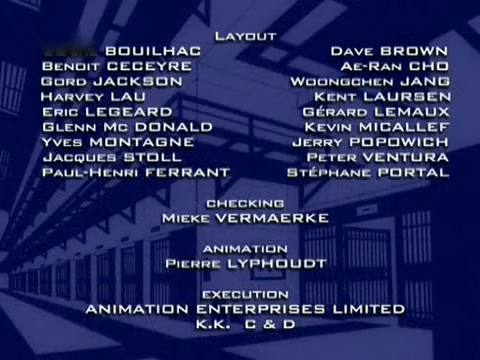 Layout
BOUILHAC
Dave BROWN
Benoit CECEYRE
Ae-Ran CHO
Gord JACKSON
Woongchen JANG
Harvey LAU
Kent LAURSEN
Eric LEGEARD
Gérard LEMAUX
Glenn Mc DONALD
Kevin MICALLEF
Yves MONTAGNE
Jerry POPOWICH
Jacques STOLL
Peter VENTURA
Paul-Henri FERRANT
Stéphane PORTAL
checking
Mieke VERMAERKE
animation
Pierre LYPHOUDT
execution
ANIMATION ENTERPRISES LIMITED
K.K. C & D